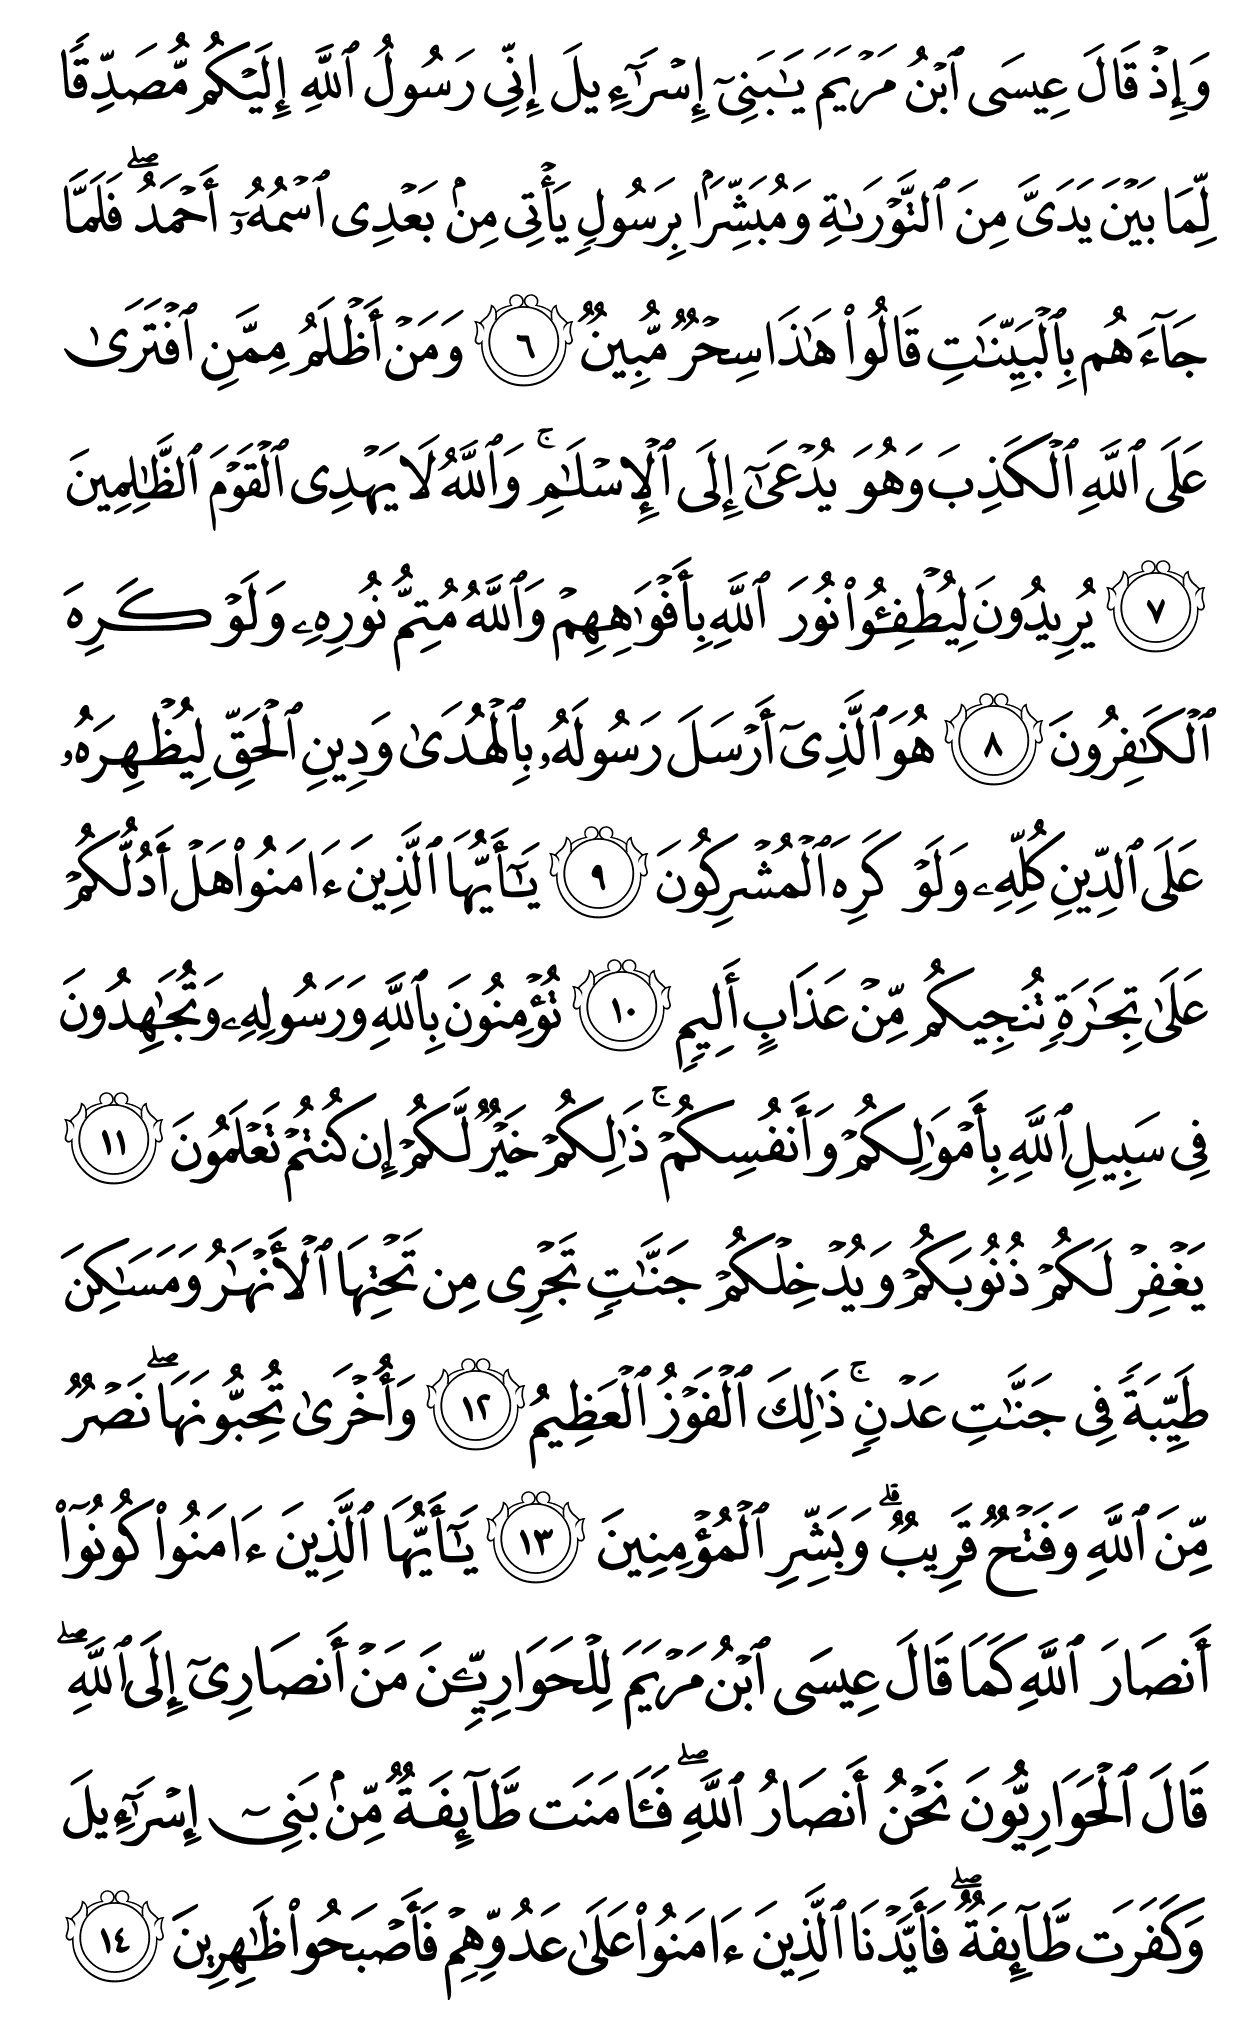 وَإِذْ قَالَ عِيسَى ٱبْنُ مَرْيَمَ يَـٰبَنِىٓ إِسْرَٰٓءِيلَ إِنِّى رَسُولُ ٱللَّهِ إِلَيْكُم مُّصَدِّقًا
لِّمَا بَيْنَ يَدَىَّ مِنَ ٱلتَّوْرَىٰةِ وَمُبَشِّرًۢا بِرَسُولٍ يَأْتِى مِنۢ بَعْدِى ٱسْمُهُۥٓ أَحْمَدُ ۖ فَلَمَّا
جَآءَهُم بِٱلْبَيِّنَـٰتِ قَالُوا۟ هَـٰذَا سِحْرٌ مُّبِينٌ ٦ وَمَنْ أَظْلَمُ مِمَّنِ ٱفْتَرَىٰ
عَلَى ٱللَّهِ ٱلْكَذِبَ وَهُوَ يُدْعَىٰٓ إِلَى ٱلْإِسْلَـٰمِ ۚ وَٱللَّهُ لَا يَهْدِى ٱلْقَوْمَ ٱلظَّـٰلِمِينَ
٧ يُرِيدُونَ لِيُطْفِـُٔوا۟ نُورَ ٱللَّهِ بِأَفْوَٰهِهِمْ وَٱللَّهُ مُتِمُّ نُورِهِۦ وَلَوْ كَرِهَ
ٱلْكَـٰفِرُونَ ٨ هُوَ ٱلَّذِىٓ أَرْسَلَ رَسُولَهُۥ بِٱلْهُدَىٰ وَدِينِ ٱلْحَقِّ لِيُظْهِرَهُۥ
عَلَى ٱلدِّينِ كُلِّهِۦ وَلَوْ كَرِهَ ٱلْمُشْرِكُونَ ٩ يَـٰٓأَيُّهَا ٱلَّذِينَ ءَامَنُوا۟ هَلْ أَدُلُّكُمْ
عَلَىٰ تِجَـٰرَةٍ تُنجِيكُم مِّنْ عَذَابٍ أَلِيمٍ ١٠ تُؤْمِنُونَ بِٱللَّهِ وَرَسُولِهِۦ وَتُجَـٰهِدُونَ
فِى سَبِيلِ ٱللَّهِ بِأَمْوَٰلِكُمْ وَأَنفُسِكُمْ ۚ ذَٰلِكُمْ خَيْرٌ لَّكُمْ إِن كُنتُمْ تَعْلَمُونَ ١١
يَغْفِرْ لَكُمْ ذُنُوبَكُمْ وَيُدْخِلْكُمْ جَنَّـٰتٍ تَجْرِى مِن تَحْتِهَا ٱلْأَنْهَـٰرُ وَمَسَـٰكِنَ
طَيِّبَةً فِى جَنَّـٰتِ عَدْنٍ ۚ ذَٰلِكَ ٱلْفَوْزُ ٱلْعَظِيمُ ١٢ وَأُخْرَىٰ تُحِبُّونَهَا ۖ نَصْرٌ
مِّنَ ٱللَّهِ وَفَتْحٌ قَرِيبٌ ۗ وَبَشِّرِ ٱلْمُؤْمِنِينَ ١٣ يَـٰٓأَيُّهَا ٱلَّذِينَ ءَامَنُوا۟ كُونُوٓا۟
أَنصَارَ ٱللَّهِ كَمَا قَالَ عِيسَى ٱبْنُ مَرْيَمَ لِلْحَوَارِيِّـۧنَ مَنْ أَنصَارِىٓ إِلَى ٱللَّهِ ۖ
قَالَ ٱلْحَوَارِيُّونَ نَحْنُ أَنصَارُ ٱللَّهِ ۖ فَـَٔامَنَت طَّآئِفَةٌ مِّنۢ بَنِىٓ إِسْرَٰٓءِيلَ
وَكَفَرَت طَّآئِفَةٌ ۖ فَأَيَّدْنَا ٱلَّذِينَ ءَامَنُوا۟ عَلَىٰ عَدُوِّهِمْ فَأَصْبَحُوا۟ ظَـٰهِرِينَ ١٤